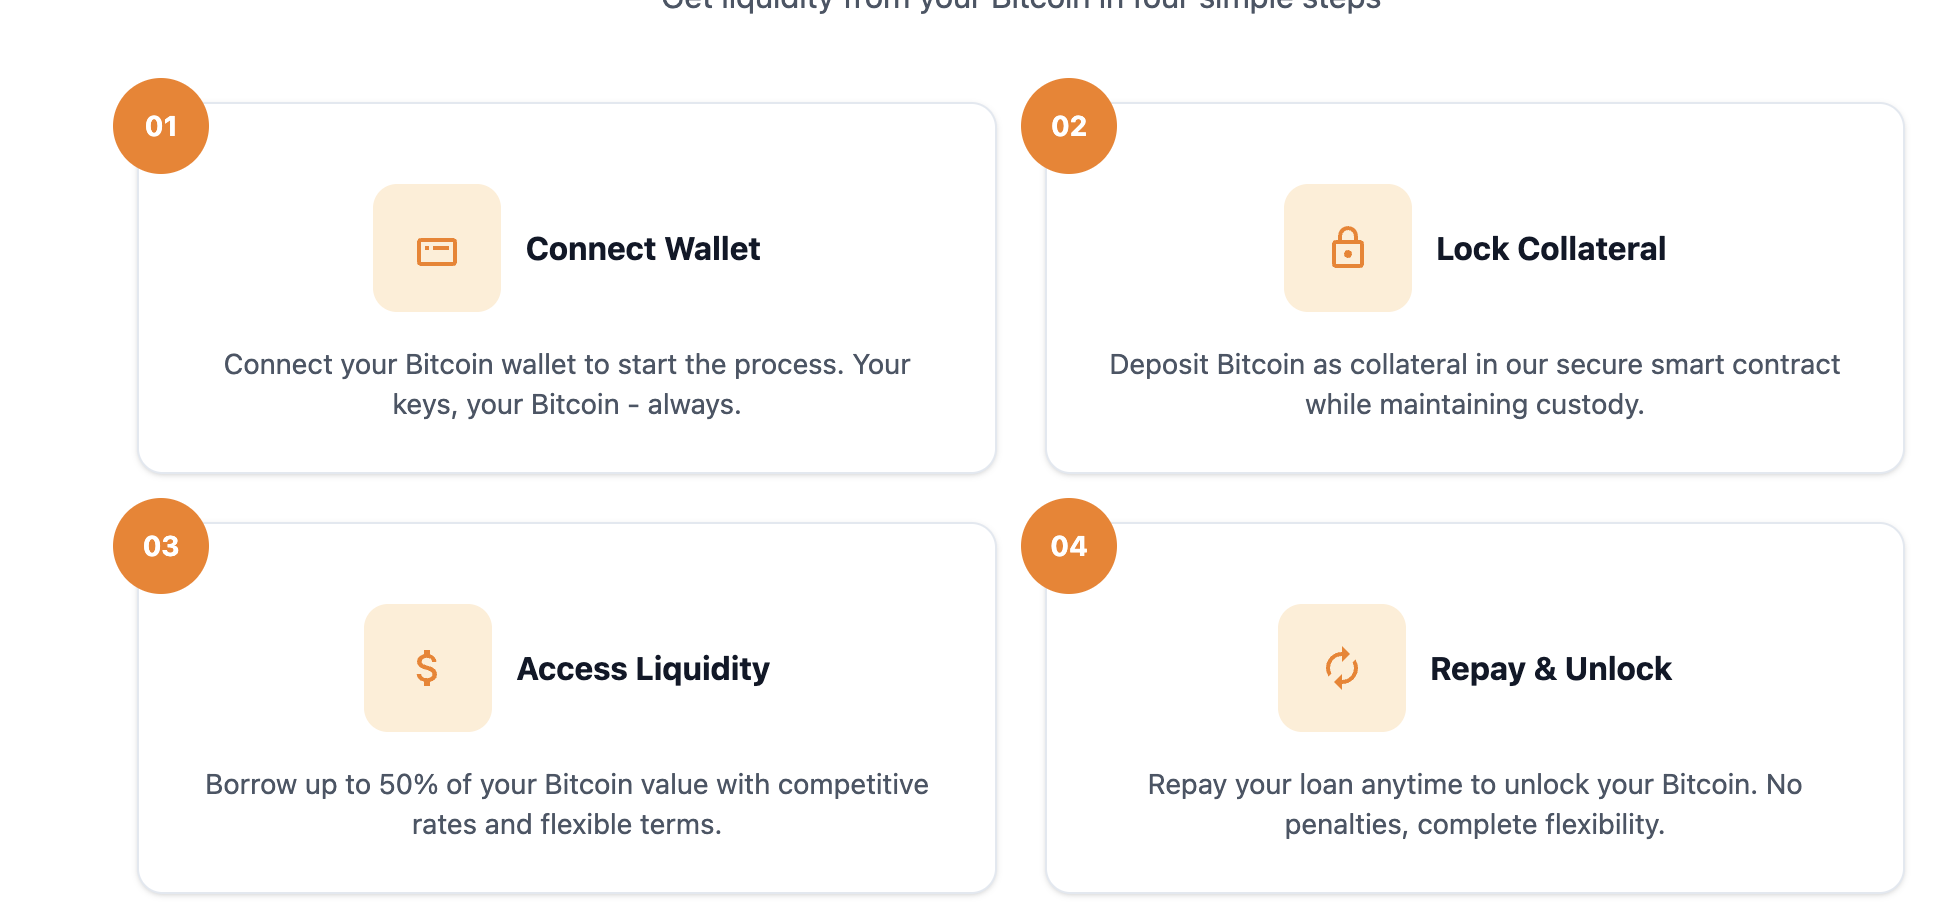 Get liquidity from your Bitcoin in four simple steps
01
Connect Wallet
Connect your Bitcoin wallet to start the process. Your
keys, your Bitcoin - always.
02
Lock Collateral
Deposit Bitcoin as collateral in our secure smart contract
while maintaining custody.
03
$
Access Liquidity
Borrow up to 50% of your Bitcoin value with competitive
rates and flexible terms.
04
Repay & Unlock
Repay your loan anytime to unlock your Bitcoin. No
penalties, complete flexibility.